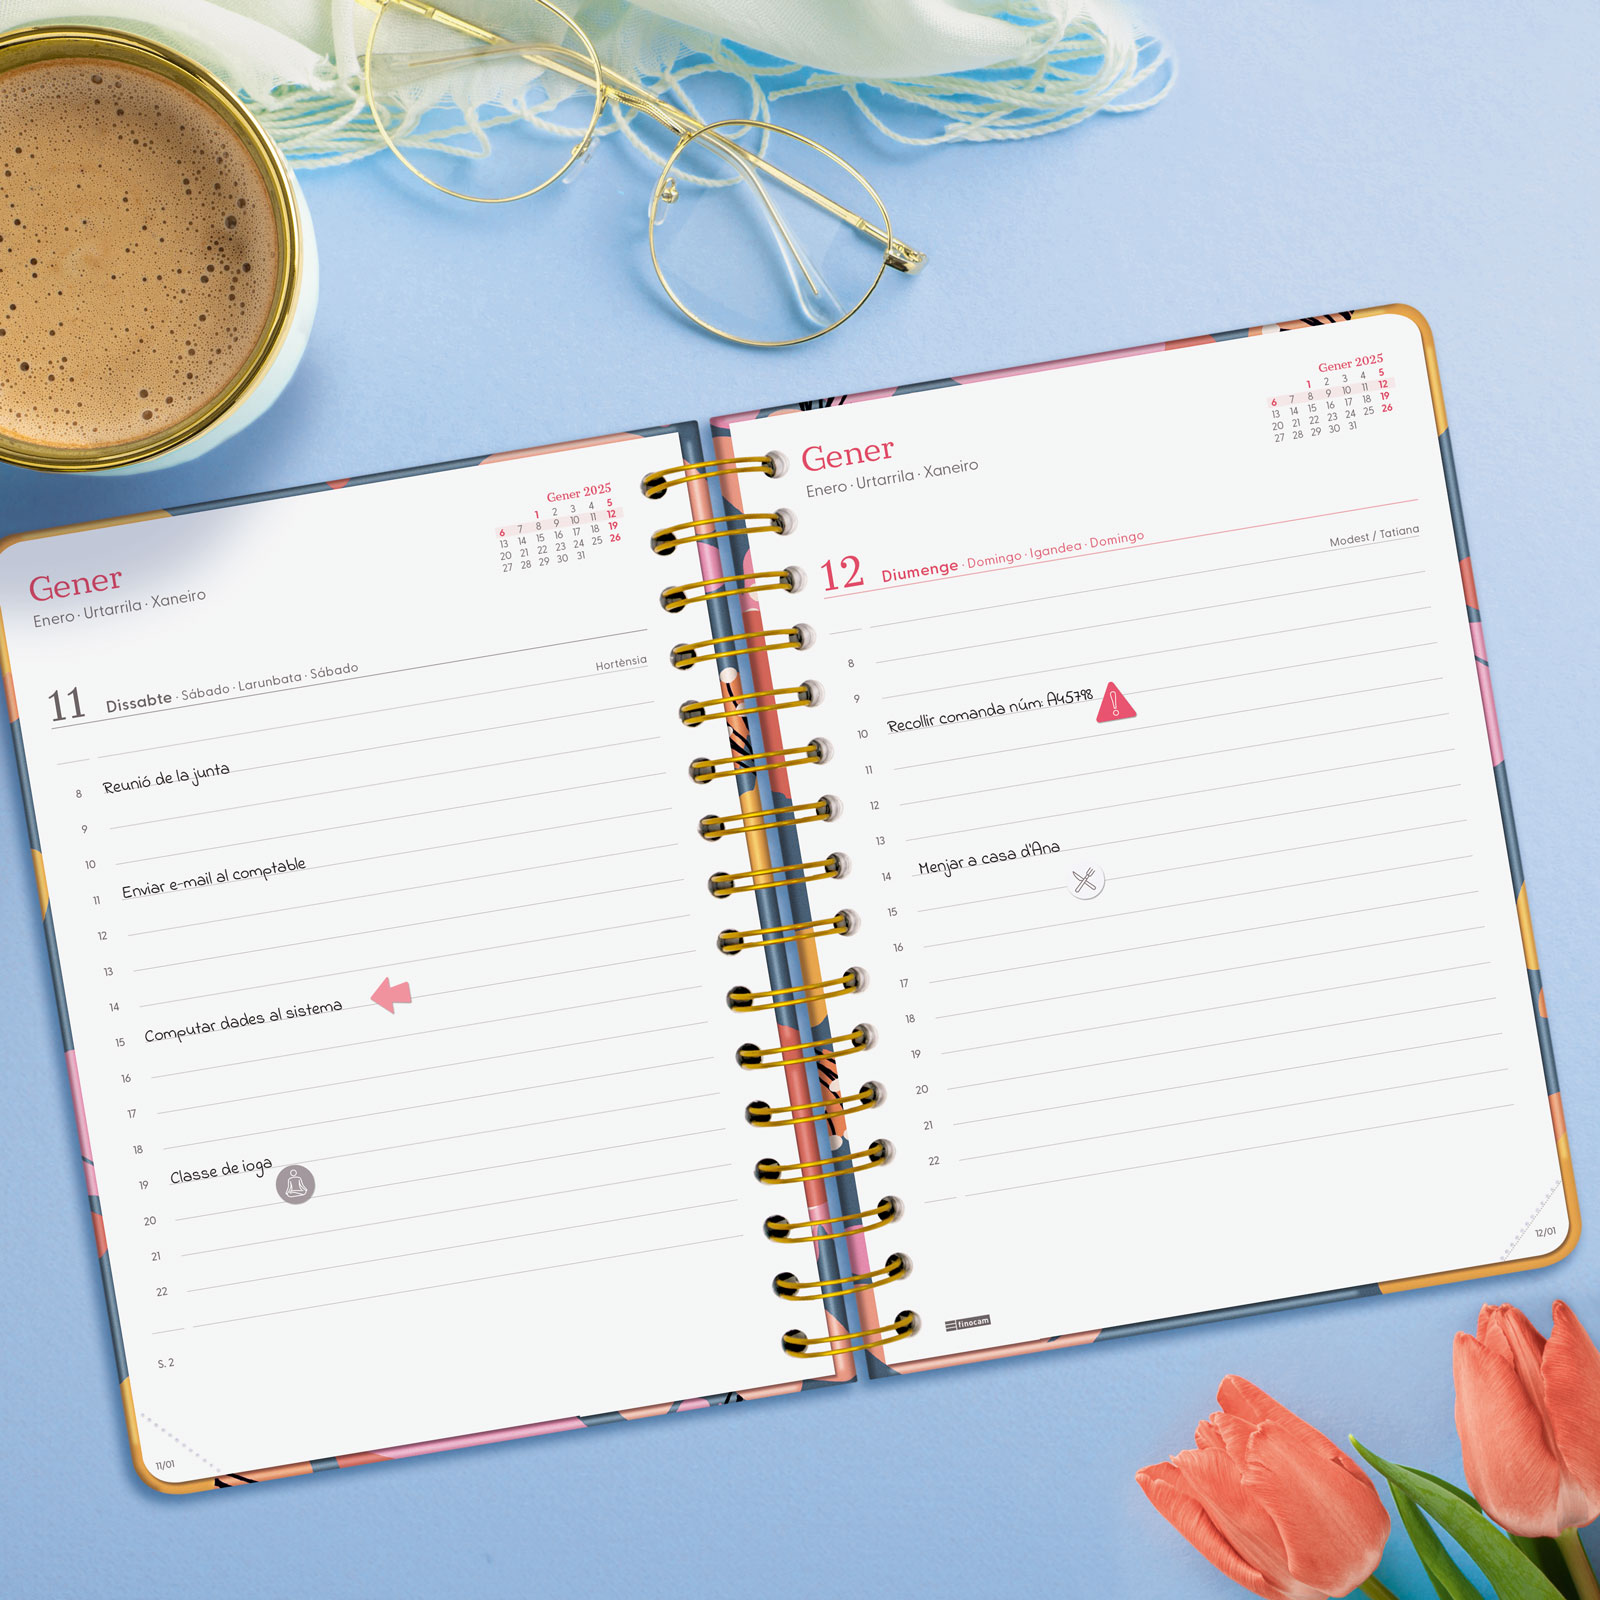 Gener 2025
1 2 3 4 5
6 7 8 9 10 11 12
13 14 15 16 17 18 19
20 21 22 23 24 25 26
27 28 29 30 31
Gener
Enero · Urtarrila · Xaneiro
11 Dissabte · Sábado · Larunbata · Sábado
Hortènsia
8 Reunió de la junta
9
10
11 Enviar e-mail al comptable
12
13
14
15 Computar dades al sistema
16
17
18
19 Classe de ioga
20
21
22
S. 2
11/01
Gener 2025
1 2 3 4 5
6 7 8 9 10 11 12
13 14 15 16 17 18 19
20 21 22 23 24 25 26
27 28 29 30 31
Gener
Enero · Urtarrila · Xaneiro
12 Diumenge · Domingo · Igandea · Domingo
Modest / Tatiana
8
9
10 Recollir comanda núm: A45798
11
12
13
14 Menjar a casa d'Ana
15
16
17
18
19
20
21
22
12/01
finocam